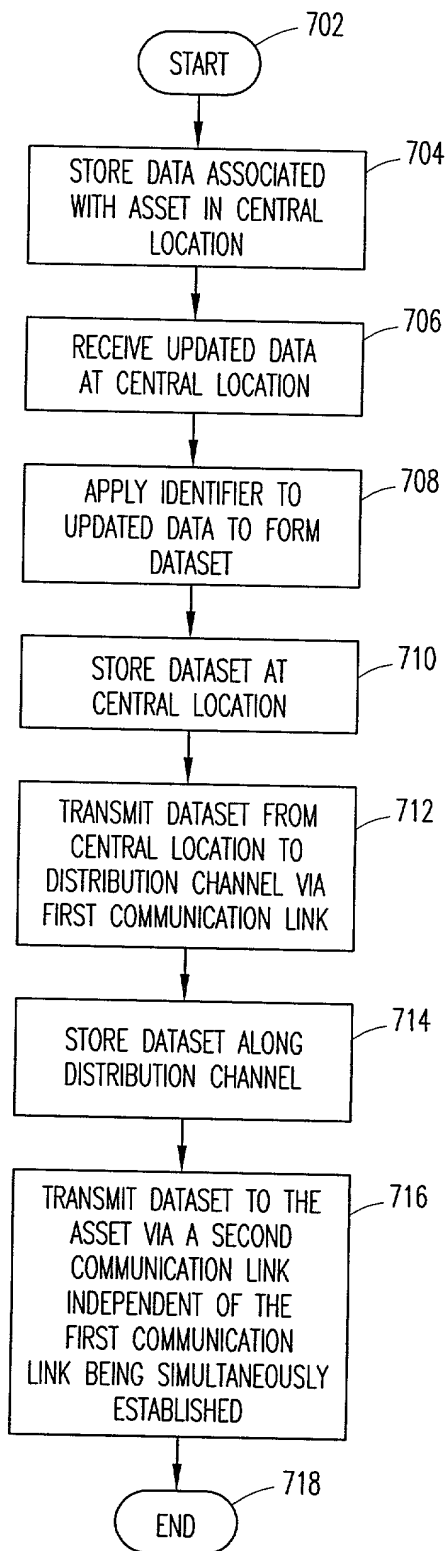 702
START
704
STORE DATA ASSOCIATED
WITH ASSET IN CENTRAL
LOCATION
706
RECEIVE UPDATED DATA
AT CENTRAL LOCATION
708
APPLY IDENTIFIER TO
UPDATED DATA TO FORM
DATASET
710
STORE DATASET AT
CENTRAL LOCATION
712
TRANSMIT DATASET FROM
CENTRAL LOCATION TO
DISTRIBUTION CHANNEL VIA
FIRST COMMUNICATION LINK
714
STORE DATASET ALONG
DISTRIBUTION CHANNEL
716
TRANSMIT DATASET TO THE
ASSET VIA A SECOND
COMMUNICATION LINK
INDEPENDENT OF THE
FIRST COMMUNICATION
LINK BEING SIMULTANEOUSLY
ESTABLISHED
718
END